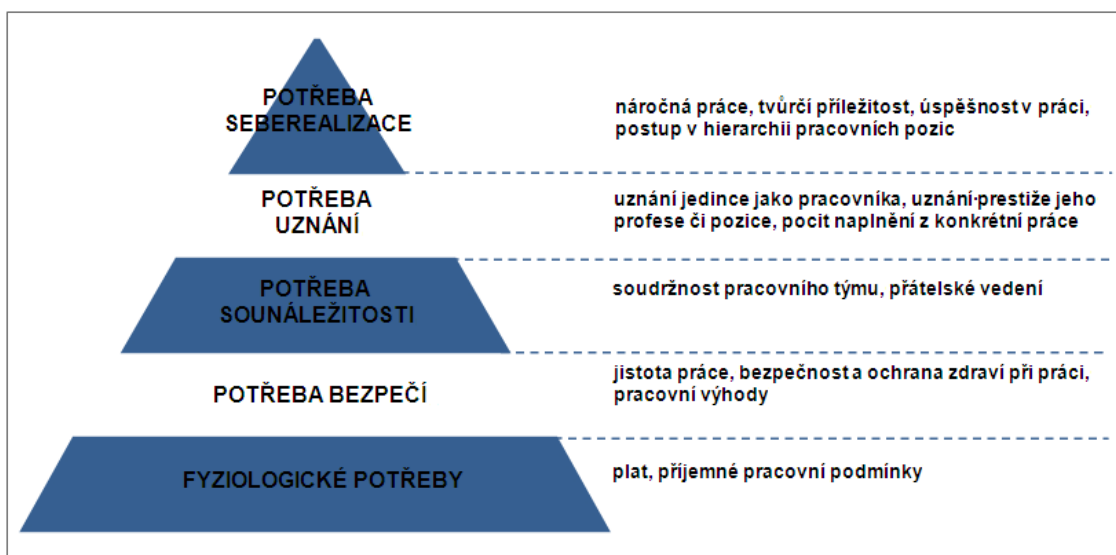 POTŘEBA
SEBEREALIZACE
náročná práce, tvůrčí příležitost, úspěšnost v práci,
postup v hierarchii pracovních pozic
POTŘEBA
UZNÁNÍ
uznání jedince jako pracovníka, uznání·prestiže jeho
profese či pozice, pocit naplnění z konkrétní práce
POTŘEBA
SOUNÁLEŽITOSTI
soudržnost pracovního týmu, přátelské vedení
POTŘEBA BEZPEČÍ
jistota práce, bezpečnost a ochrana zdraví při práci,
pracovní výhody
FYZIOLOGICKÉ POTŘEBY
plat, příjemné pracovní podmínky